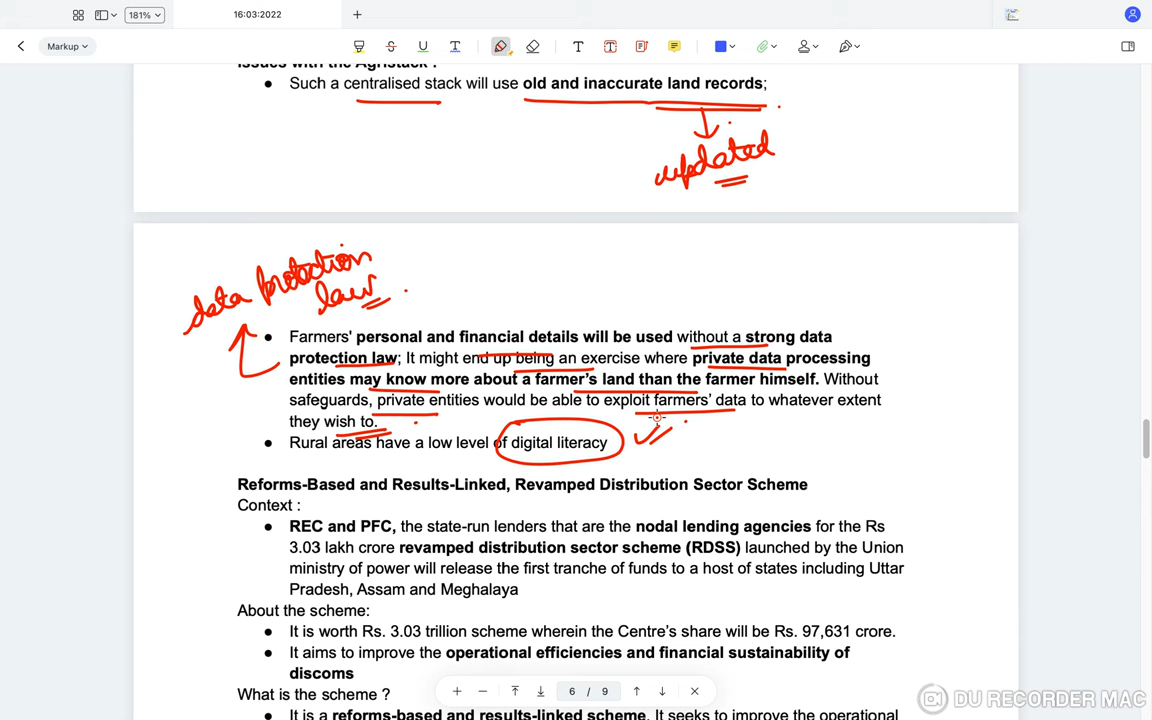 181%
16:03:2022
Markup
Issues with the Agristack :
● Such a centralised stack will use old and inaccurate land records;
updated
data protection
law
● Farmers' personal and financial details will be used without a strong data
protection law; It might end up being an exercise where private data processing
entities may know more about a farmer's land than the farmer himself. Without
safeguards, private entities would be able to exploit farmers' data to whatever extent
they wish to.
● Rural areas have a low level of digital literacy
Reforms-Based and Results-Linked, Revamped Distribution Sector Scheme
Context :
● REC and PFC, the state-run lenders that are the nodal lending agencies for the Rs
3.03 lakh crore revamped distribution sector scheme (RDSS) launched by the Union
ministry of power will release the first tranche of funds to a host of states including Uttar
Pradesh, Assam and Meghalaya
About the scheme:
● It is worth Rs. 3.03 trillion scheme wherein the Centre's share will be Rs. 97,631 crore.
● It aims to improve the operational efficiencies and financial sustainability of
discoms
What is the scheme ?
● It is a reforms-based and results-linked scheme. It seeks to improve the operational
6 / 9
DU RECORDER MAC